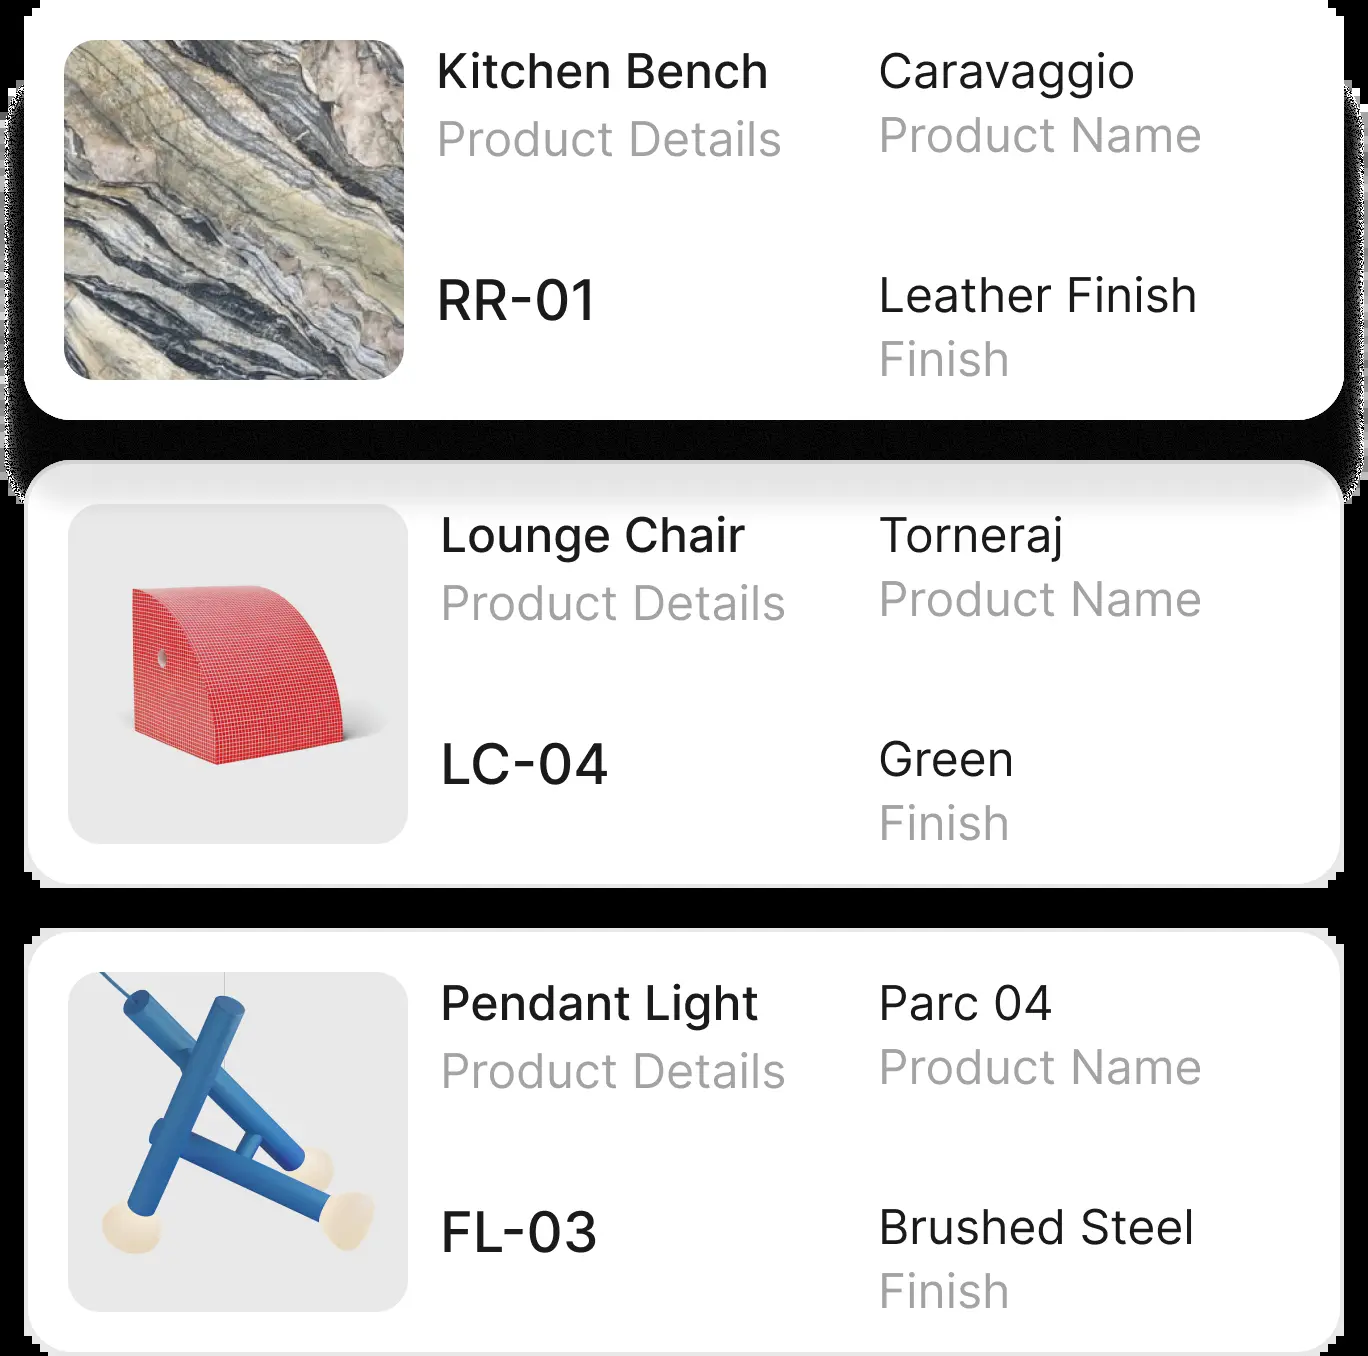 Kitchen Bench
Product Details
RR-01
Caravaggio
Product Name
Leather Finish
Finish
Lounge Chair
Product Details
LC-04
Torneraj
Product Name
Green
Finish
Pendant Light
Product Details
FL-03
Parc 04
Product Name
Brushed Steel
Finish